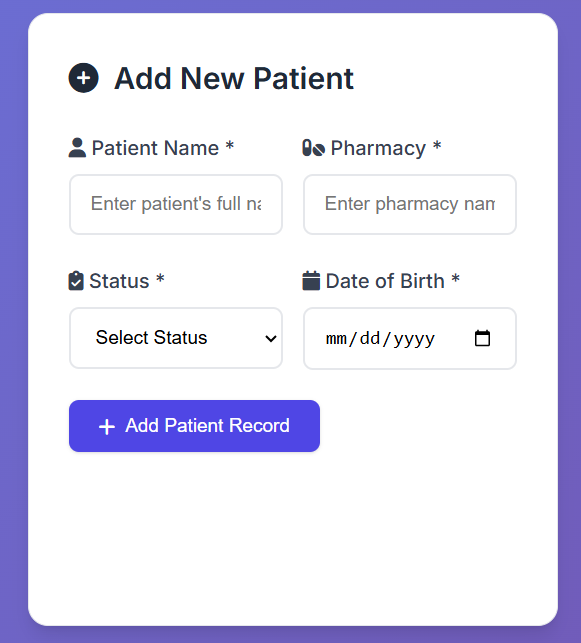 Add New Patient
Patient Name *
Pharmacy *
Enter patient's full na
Enter pharmacy nam
Status *
Date of Birth *
Select Status
mm/dd/yyyy
Add Patient Record